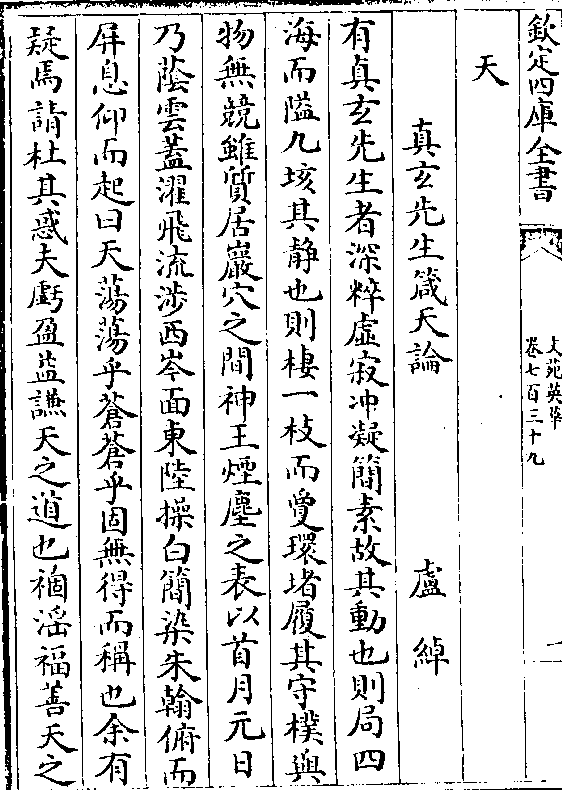 欽定四庫全書
文苑英華
卷七百三十九
一
天
真玄先生箴天論
盧綽
有真玄先生者深粹虛寂冲凝簡素故其動也則局四
海而隘九垓其静也則棲一枝而愛環堵履其守樸與
物無競雖質居巖穴之間神王煙塵之表以首月元日
乃蔭雲蓋濯飛流涉西岑面東陸操白簡染朱翰俯而
屏息仰而起曰天蕩蕩乎蒼蒼乎固無得而稱也余有
疑焉請杜其惑夫虧盈益謙天之道也禍淫福善天之